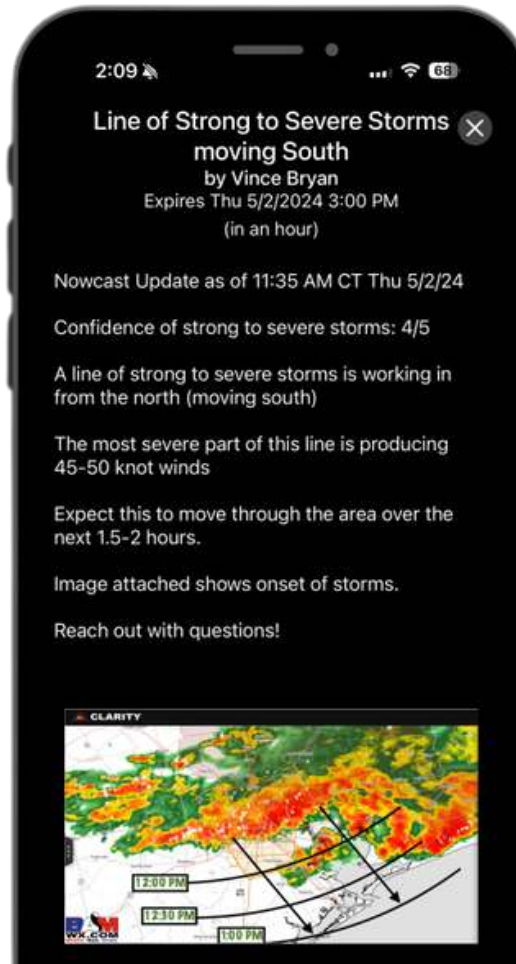 2:09
68
Line of Strong to Severe Storms
moving South
by Vince Bryan
Expires Thu 5/2/2024 3:00 PM
(in an hour)
Nowcast Update as of 11:35 AM CT Thu 5/2/24
Confidence of strong to severe storms: 4/5
A line of strong to severe storms is working in
from the north (moving south)
The most severe part of this line is producing
45-50 knot winds
Expect this to move through the area over the
next 1.5-2 hours.
Image attached shows onset of storms.
Reach out with questions!
CLARITY
12:00 PM
12:30 PM
1:00 PM
BAM
WX.COM